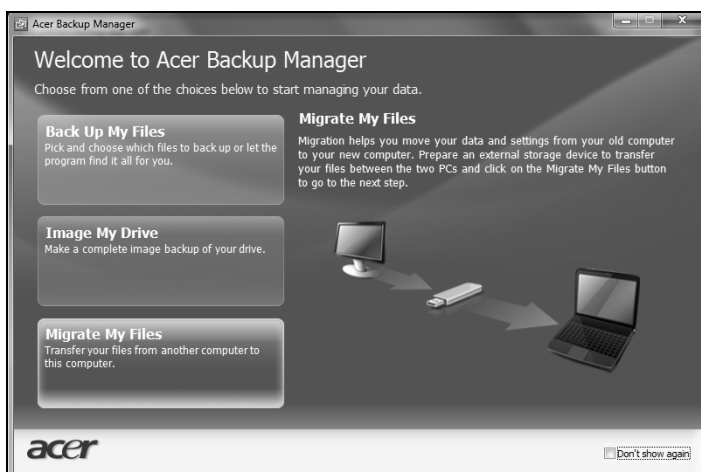 Acer Backup Manager
Welcome to Acer Backup Manager
Choose from one of the choices below to start managing your data.
Back Up My Files
Pick and choose which files to back up or let the
program find it all for you.
Image My Drive
Make a complete image backup of your drive.
Migrate My Files
Transfer your files from another computer to
this computer.
Migrate My Files
Migration helps you move your data and settings from your old computer
to your new computer. Prepare an external storage device to transfer
your files between the two PCs and click on the Migrate My Files button
to go to the next step.
acer
Don't show again